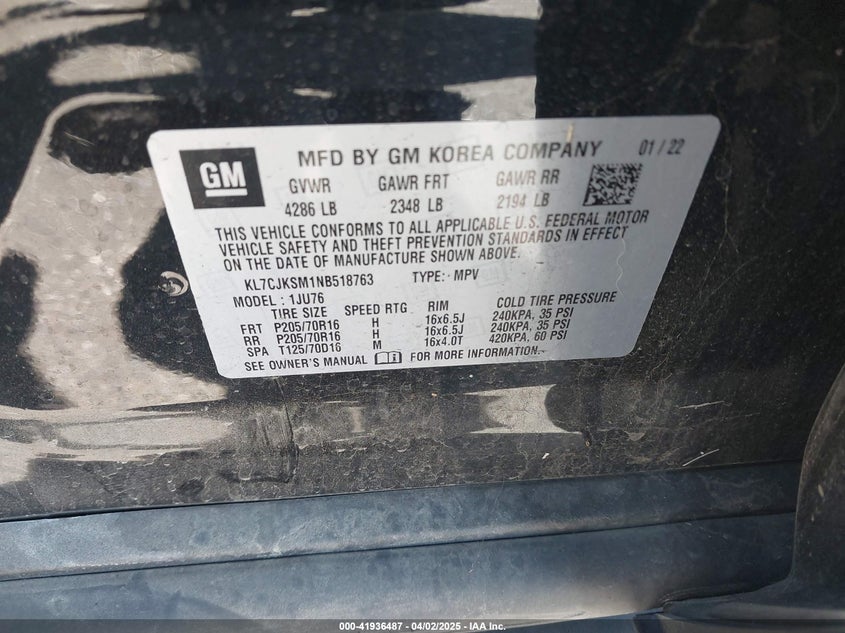 GM
MFD BY GM KOREA COMPANY 01 / 22
GVWR GAWR FRT GAWR RR
4286 LB 2348 LB 2194 LB
THIS VEHICLE CONFORMS TO ALL APPLICABLE U.S. FEDERAL MOTOR
VEHICLE SAFETY AND THEFT PREVENTION STANDARDS IN EFFECT
ON THE DATE OF MANUFACTURE SHOWN ABOVE.
KL7CJKSM1NB518763 TYPE: MPV
MODEL : 1JU76
TIRE SIZE SPEED RTG RIM COLD TIRE PRESSURE
FRT P205/70R16 H 16x6.5J 240KPA, 35 PSI
RR P205/70R16 H 16x6.5J 240KPA, 35 PSI
SPA T125/70D16 M 16x4.0T 420KPA, 60 PSI
SEE OWNER'S MANUAL FOR MORE INFORMATION.
000-41936487 - 04/02/2025 - IAA Inc.